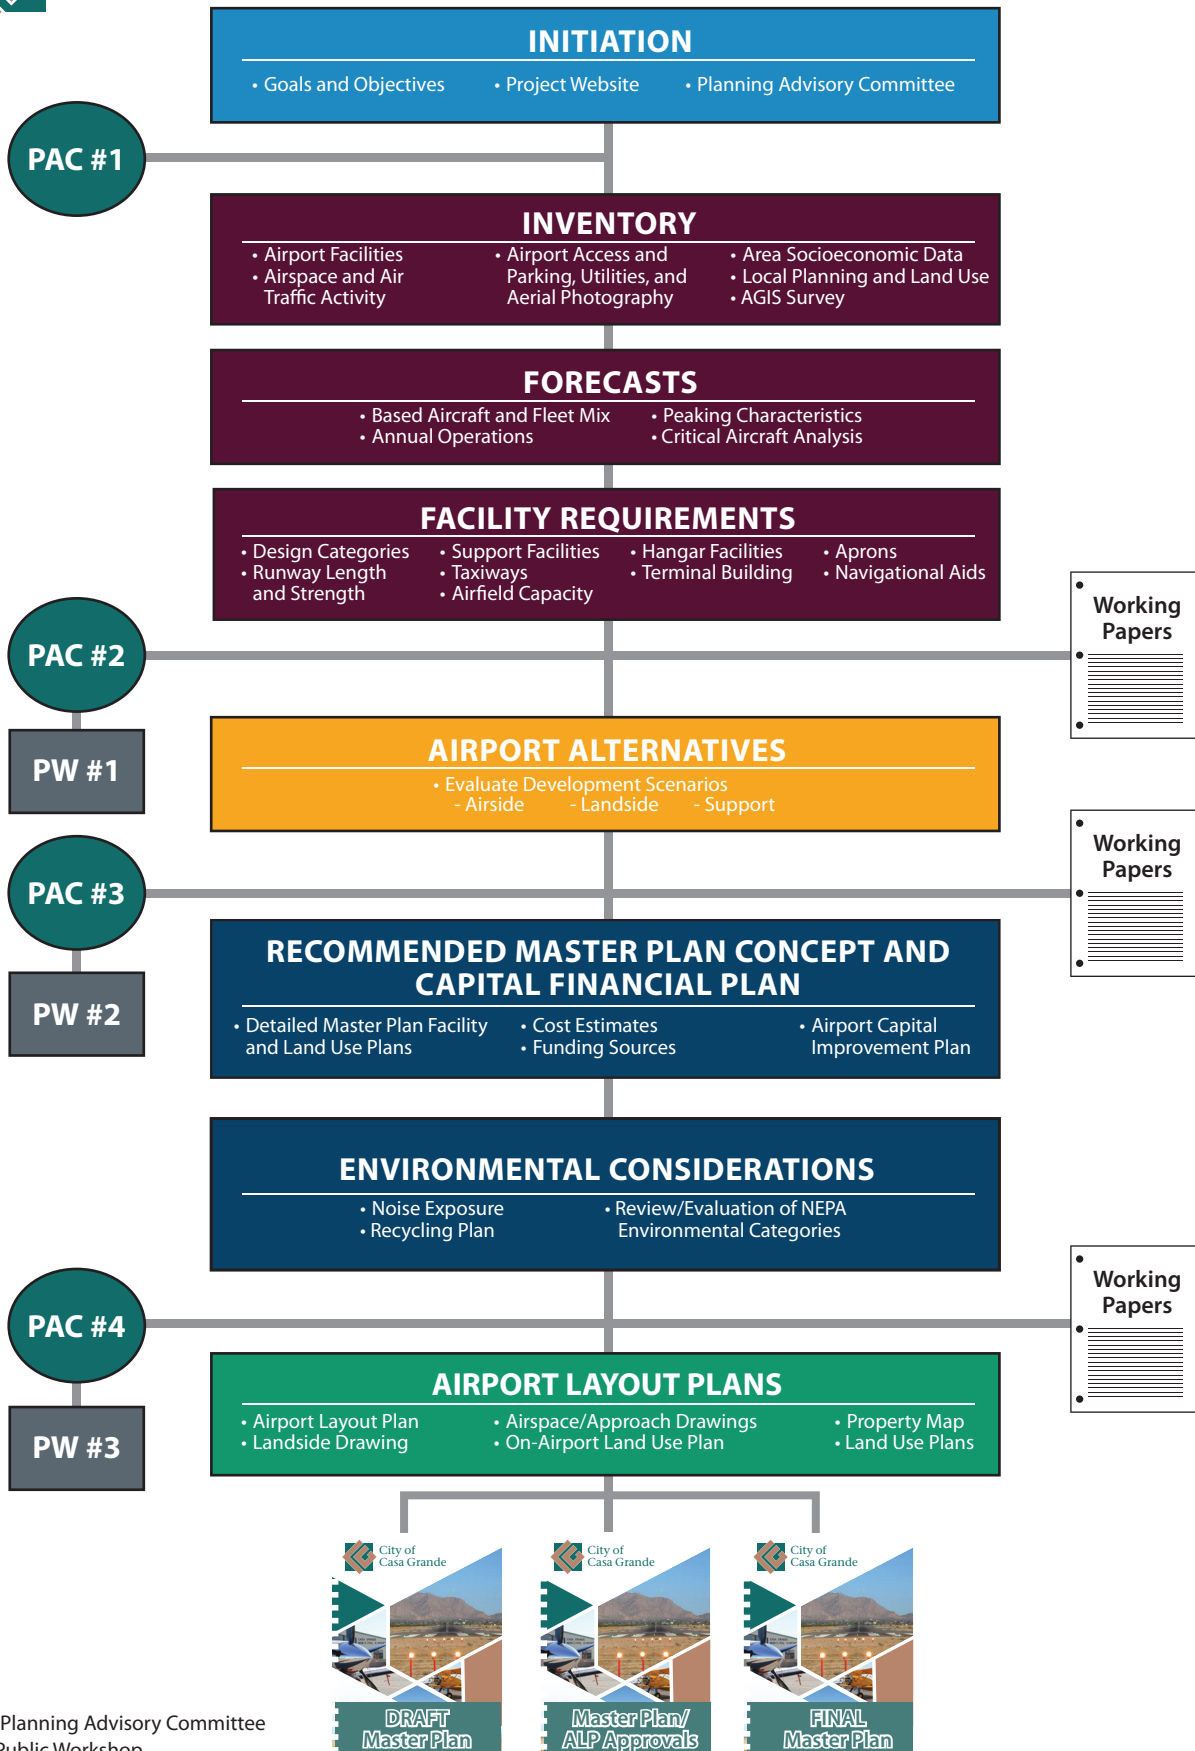 INITIATION
• Goals and Objectives • Project Website • Planning Advisory Committee
PAC #1
INVENTORY
• Airport Facilities
• Airspace and Air
Traffic Activity
• Airport Access and
Parking, Utilities, and
Aerial Photography
• Area Socioeconomic Data
• Local Planning and Land Use
• AGIS Survey
FORECASTS
• Based Aircraft and Fleet Mix
• Annual Operations
• Peaking Characteristics
• Critical Aircraft Analysis
FACILITY REQUIREMENTS
• Design Categories
• Runway Length
and Strength
• Support Facilities
• Taxiways
• Airfield Capacity
• Hangar Facilities
• Terminal Building
• Aprons
• Navigational Aids
PAC #2
Working
Papers
PW #1
AIRPORT ALTERNATIVES
• Evaluate Development Scenarios
- Airside - Landside - Support
PAC #3
Working
Papers
PW #2
RECOMMENDED MASTER PLAN CONCEPT AND
CAPITAL FINANCIAL PLAN
• Detailed Master Plan Facility
and Land Use Plans
• Cost Estimates
• Funding Sources
• Airport Capital
Improvement Plan
ENVIRONMENTAL CONSIDERATIONS
• Noise Exposure
• Recycling Plan
• Review/Evaluation of NEPA
Environmental Categories
PAC #4
Working
Papers
PW #3
AIRPORT LAYOUT PLANS
• Airport Layout Plan
• Landside Drawing
• Airspace/Approach Drawings
• On-Airport Land Use Plan
• Property Map
• Land Use Plans
City of
Casa Grande
DRAFT
Master Plan
City of
Casa Grande
Master Plan/
ALP Approvals
City of
Casa Grande
FINAL
Master Plan
Planning Advisory Committee
Public Workshop